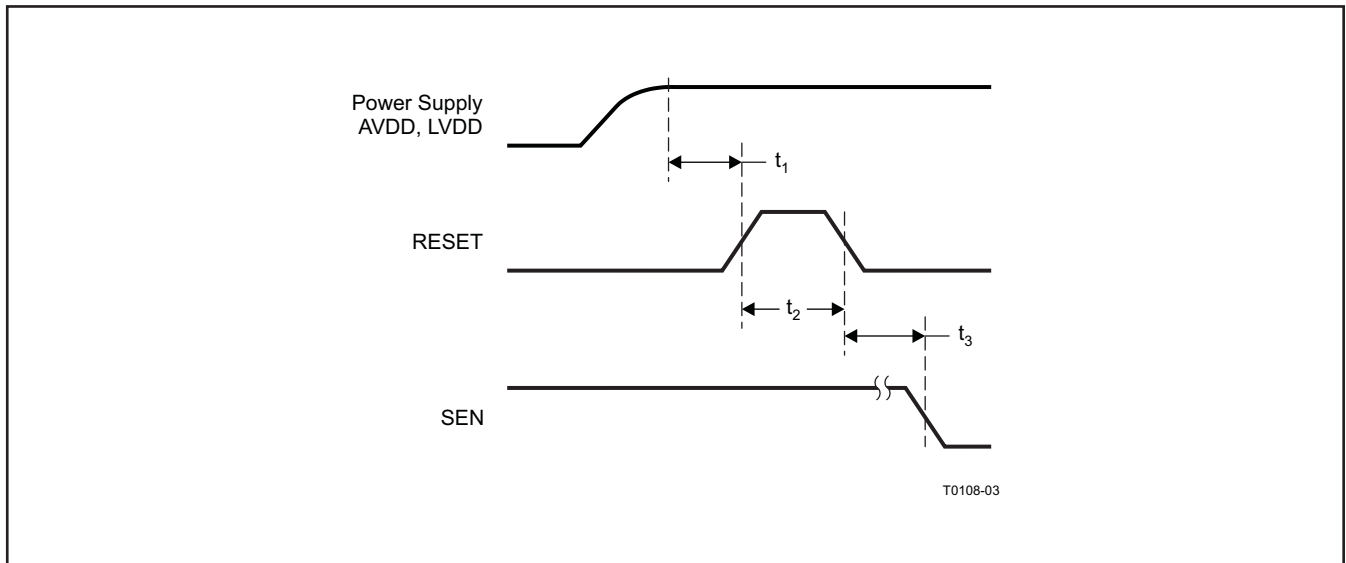 Power Supply
AVDD, LVDD
t₁
RESET
t₂
t₃
SEN
T0108-03